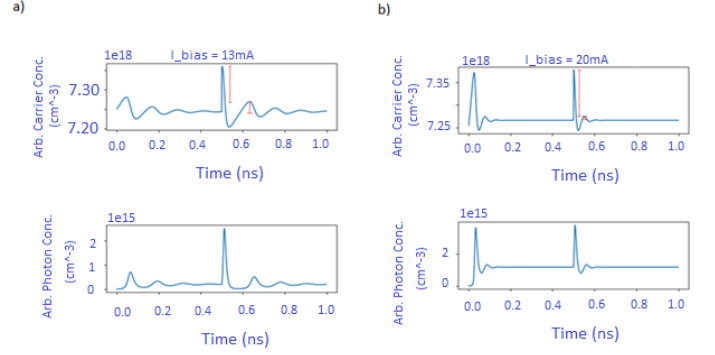 a)
b)
1e18
I_bias = 13mA
7.30
7.20
Arb. Carrier Conc.
(cm^-3)
0.0 0.2 0.4 0.6 0.8 1.0
Time (ns)
1e18
I_bias = 20mA
7.35
7.25
Arb. Carrier Conc.
(cm^-3)
0.0 0.2 0.4 0.6 0.8 1.0
Time (ns)
1e15
2
1
0
Arb. Photon Conc.
(cm^-3)
0.0 0.2 0.4 0.6 0.8 1.0
Time (ns)
1e15
2
0
Arb. Photon Conc.
(cm^-3)
0.0 0.2 0.4 0.6 0.8 1.0
Time (ns)